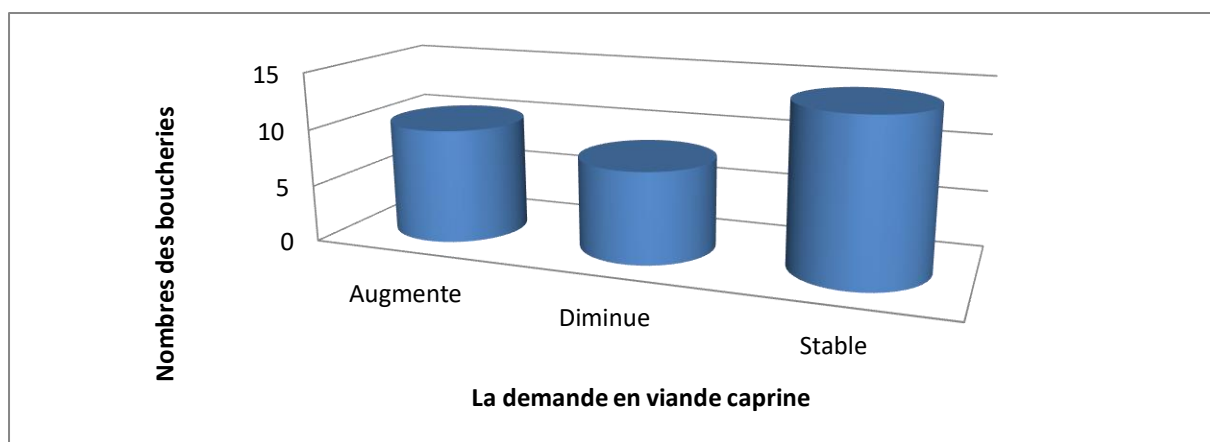 Nombres des boucheries
15
10
5
0
Augmente
Diminue
Stable
La demande en viande caprine